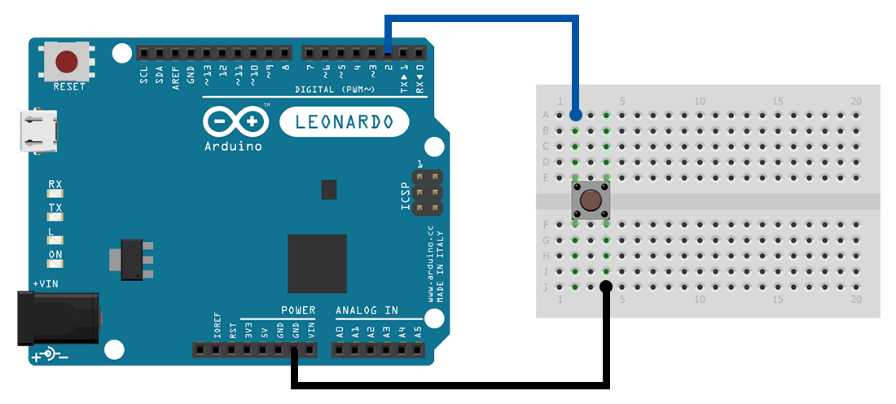 RESET
SCL
SDA
AREF
GND
~13
12
~11
~10
~9
8
7
~6
~5
4
~3
2
TX▸ 1
RX◂ 0
DIGITAL (PWM~)
™
LEONARDO
Arduino
RX
TX
L
ON
+VIN
1
ICSP
www.arduino.cc
MADE IN ITALY
POWER
ANALOG IN
IOREF
RST
3V3
5V
GND
GND
VIN
A0
A1
A2
A3
A4
A5
1 5 10 15 20
A
B
C
D
E
F
G
H
I
J
1 5 10 15 20